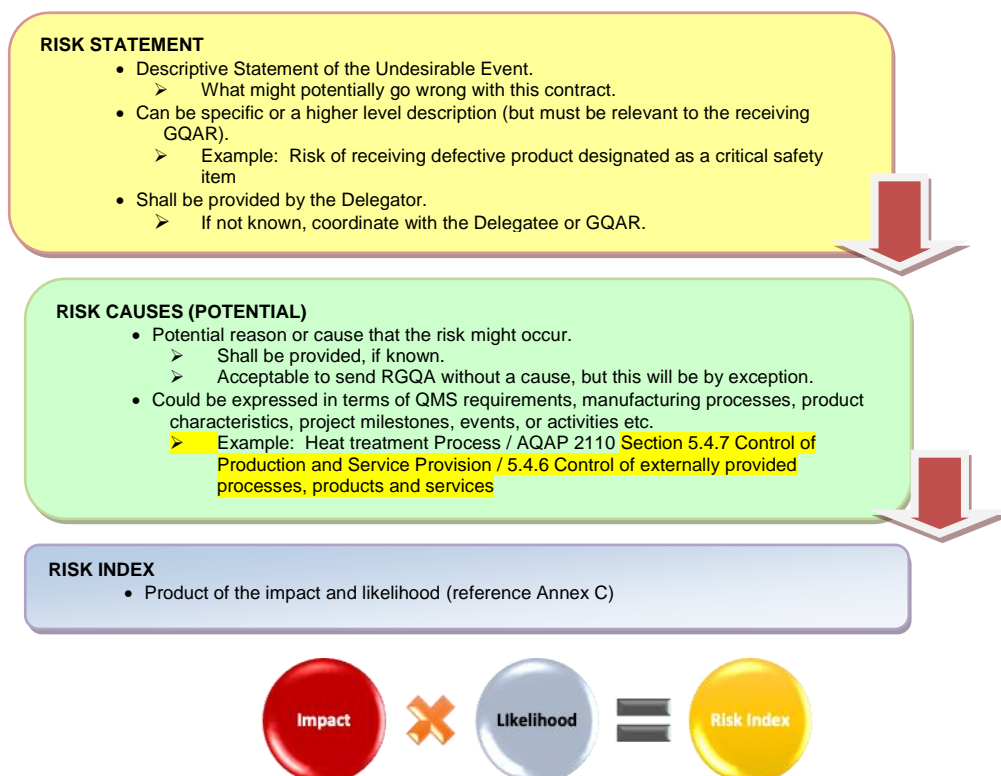 RISK STATEMENT
• Descriptive Statement of the Undesirable Event.
➢ What might potentially go wrong with this contract.
• Can be specific or a higher level description (but must be relevant to the receiving
GQAR).
➢ Example: Risk of receiving defective product designated as a critical safety
item
• Shall be provided by the Delegator.
➢ If not known, coordinate with the Delegatee or GQAR.
RISK CAUSES (POTENTIAL)
• Potential reason or cause that the risk might occur.
➢ Shall be provided, if known.
➢ Acceptable to send RGQA without a cause, but this will be by exception.
• Could be expressed in terms of QMS requirements, manufacturing processes, product
characteristics, project milestones, events, or activities etc.
➢ Example: Heat treatment Process / AQAP 2110 Section 5.4.7 Control of
Production and Service Provision / 5.4.6 Control of externally provided
processes, products and services
RISK INDEX
• Product of the impact and likelihood (reference Annex C)
Impact × LIkelihood = Risk Index